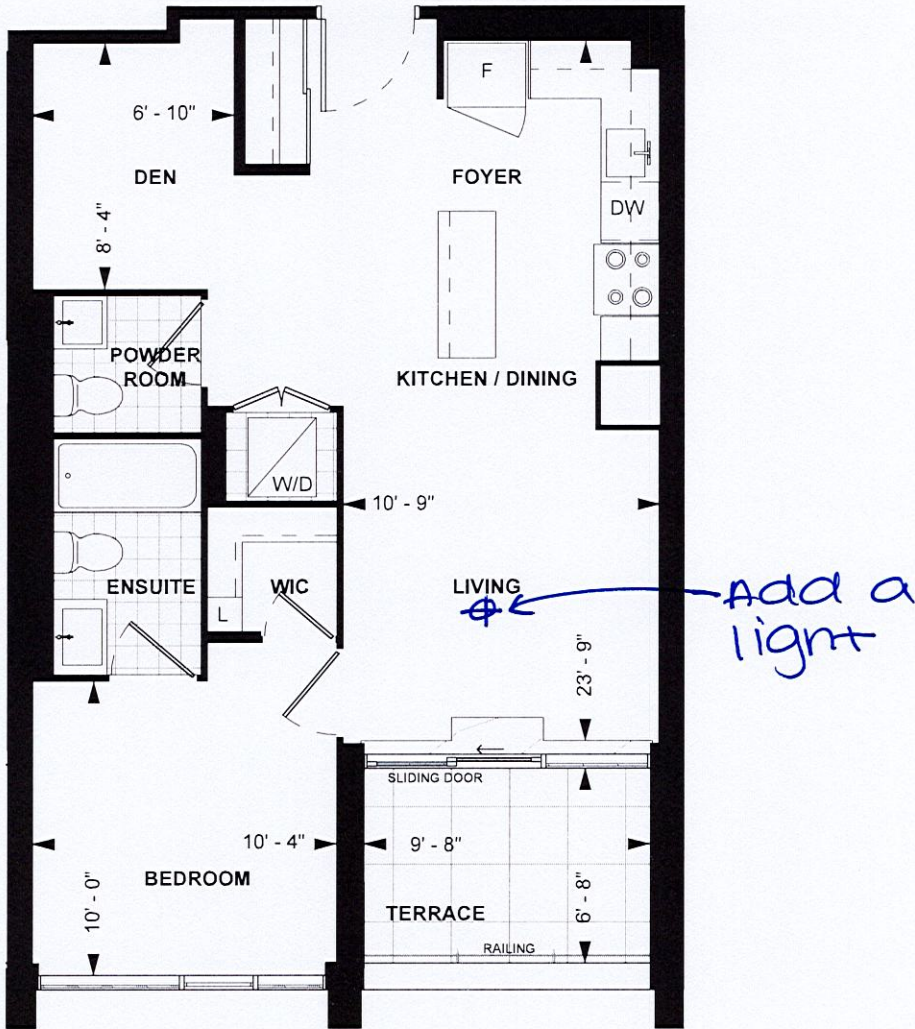 F
6' - 10"
DEN
FOYER
DW
8' - 4"
POWDER
ROOM
KITCHEN / DINING
W/D
10' - 9"
ENSUITE
WIC
LIVING
L
Add a
light
23' - 9"
SLIDING DOOR
10' - 4"
9' - 8"
BEDROOM
10' - 0"
TERRACE
6' - 8"
RAILING